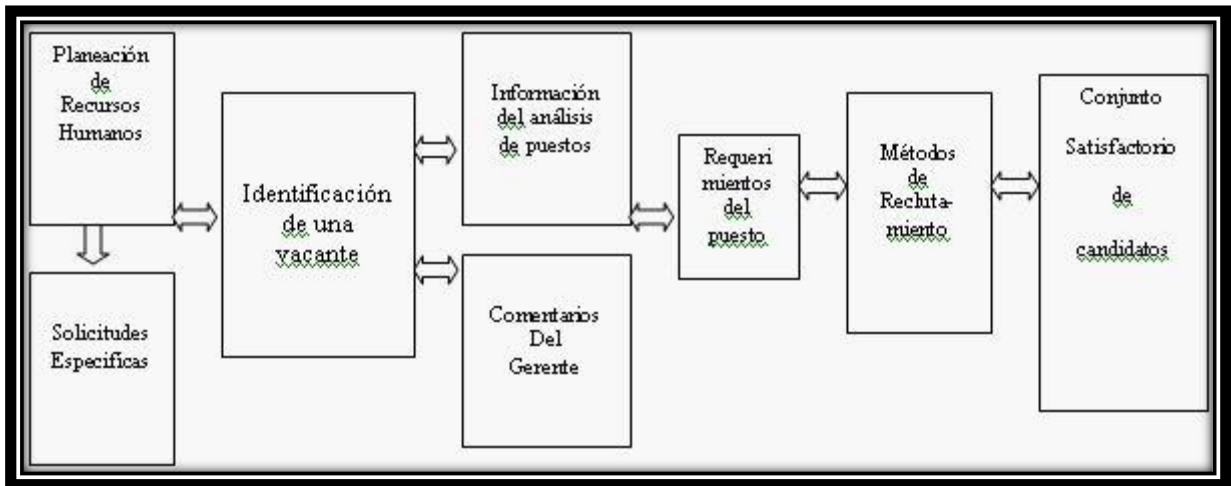 Planeación
de
Recursos
Humanos
Solicitudes
Especificas
Identificación
de una
vacante
Información
del análisis
de puestos
Comentarios
Del
Gerente
Requeri
mientos
del
puesto
Métodos
de
Recluta-
miento
Conjunto
Satisfactorio
de
candidatos